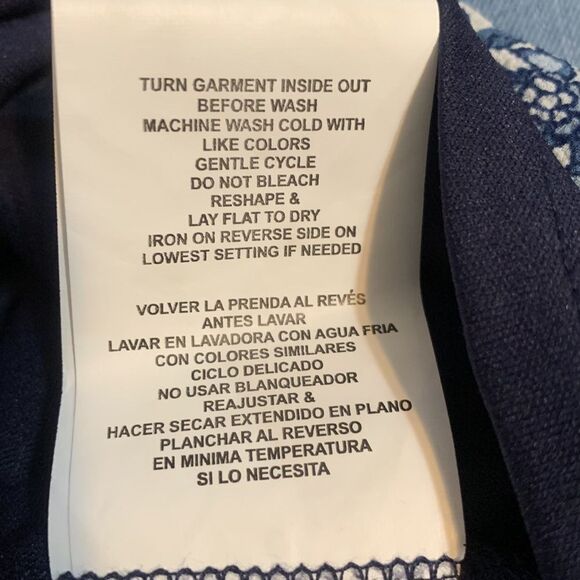 TURN GARMENT INSIDE OUT
BEFORE WASH
MACHINE WASH COLD WITH
LIKE COLORS
GENTLE CYCLE
DO NOT BLEACH
RESHAPE &
LAY FLAT TO DRY
IRON ON REVERSE SIDE ON
LOWEST SETTING IF NEEDED
VOLVER LA PRENDA AL REVÉS
ANTES LAVAR
LAVAR EN LAVADORA CON AGUA FRIA
CON COLORES SIMILARES
CICLO DELICADO
NO USAR BLANQUEADOR
REAJUSTAR &
HACER SECAR EXTENDIDO EN PLANO
PLANCHAR AL REVERSO
EN MINIMA TEMPERATURA
SI LO NECESITA